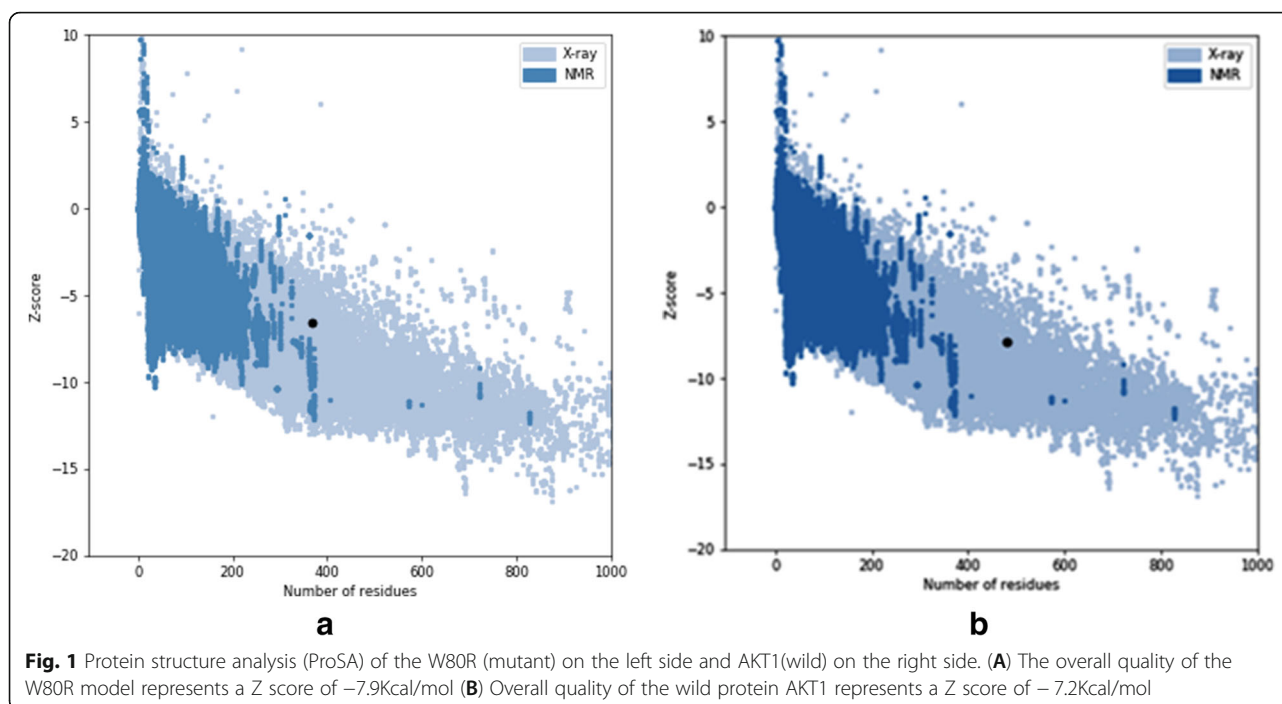 10
5
0
−5
−10
−15
−20
Z-score
X-ray
NMR
0 200 400 600 800 1000
Number of residues
a
10
5
0
−5
−10
−15
−20
Z-score
X-ray
NMR
0 200 400 600 800 1000
Number of residues
b
Fig. 1 Protein structure analysis (ProSA) of the W80R (mutant) on the left side and AKT1(wild) on the right side. (A) The overall quality of the
W80R model represents a Z score of −7.9Kcal/mol (B) Overall quality of the wild protein AKT1 represents a Z score of − 7.2Kcal/mol